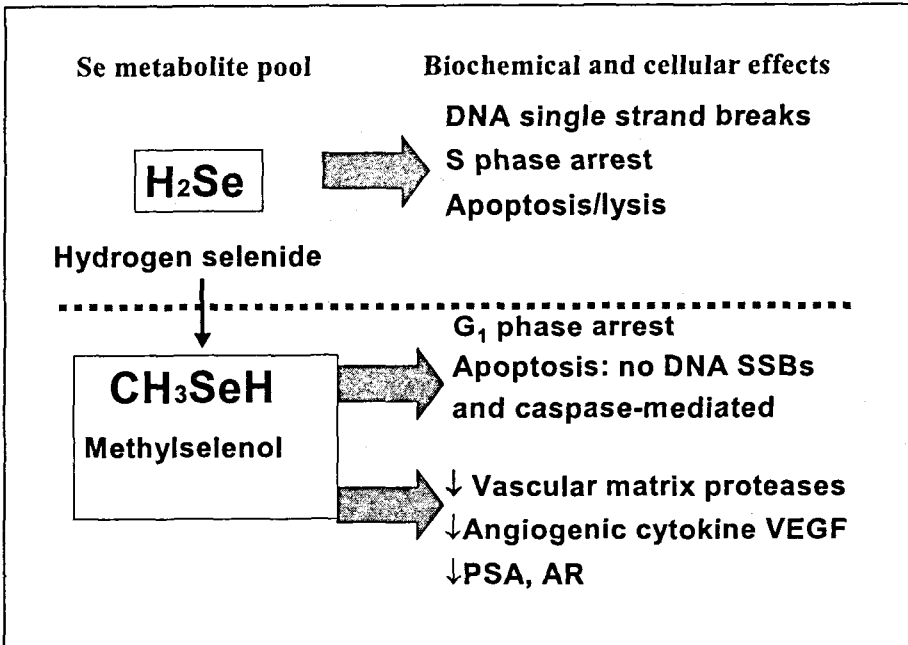 Se metabolite pool
Biochemical and cellular effects
H₂Se
DNA single strand breaks
S phase arrest
Apoptosis/lysis
Hydrogen selenide
CH₃SeH
Methylselenol
G₁ phase arrest
Apoptosis: no DNA SSBs
and caspase-mediated
↓ Vascular matrix proteases
↓Angiogenic cytokine VEGF
↓PSA, AR